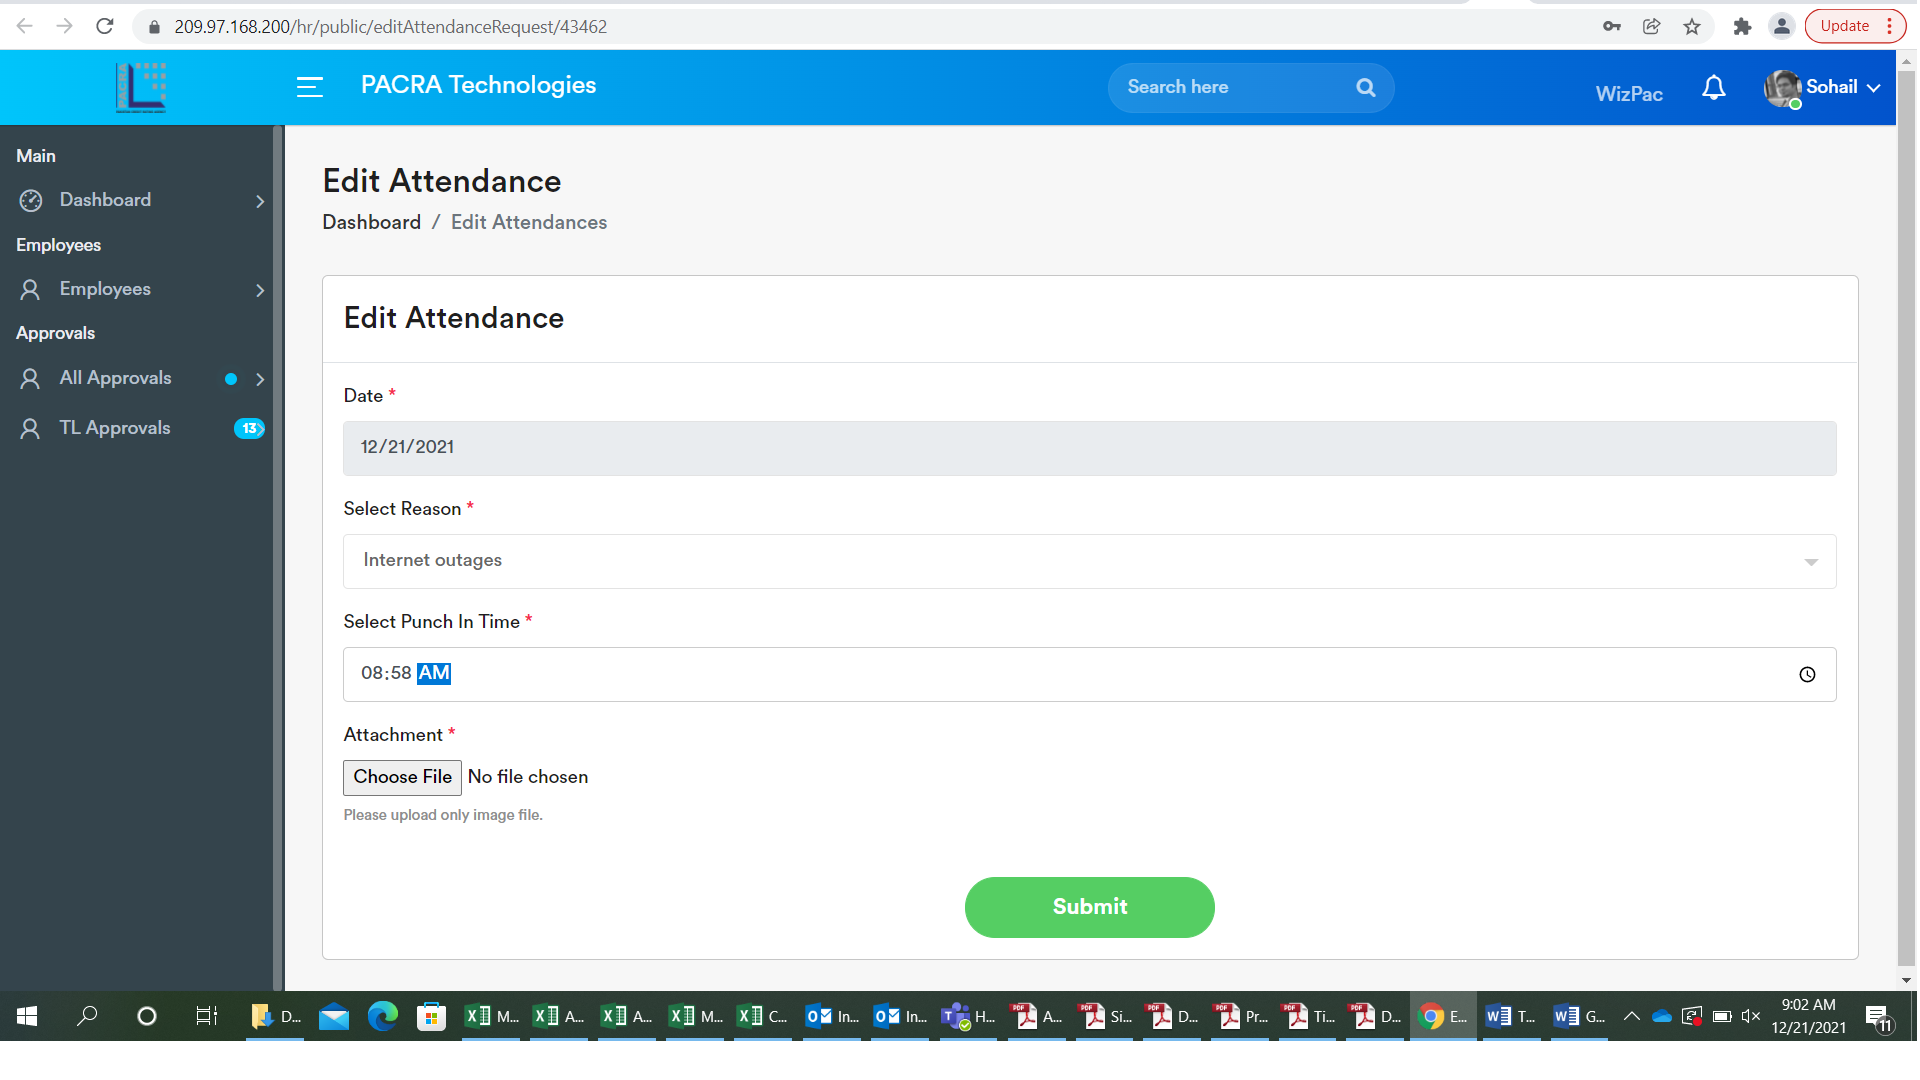 209.97.168.200/hr/public/editAttendanceRequest/43462
Update
PACRA
PACRA Technologies
Search here
WizPac
Sohail
Main
Dashboard
Employees
Employees
Approvals
All Approvals
TL Approvals
13
Edit Attendance
Dashboard / Edit Attendances
Edit Attendance
Date *
12/21/2021
Select Reason *
Internet outages
Select Punch In Time *
08:58 AM
Attachment *
Choose File No file chosen
Please upload only image file.
Submit
D... M... A... A... M... C... In... In... H... A... Si... D... Pr... Ti... D... E... T... G...
9:02 AM
12/21/2021
11